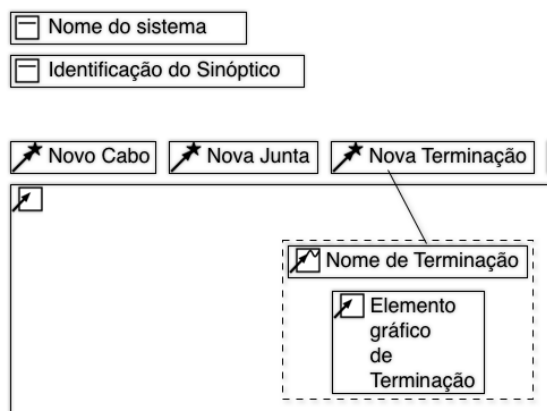 Nome do sistema
Identificação do Sinóptico
Novo Cabo Nova Junta Nova Terminação
Nome de Terminação
Elemento
gráfico
de
Terminação